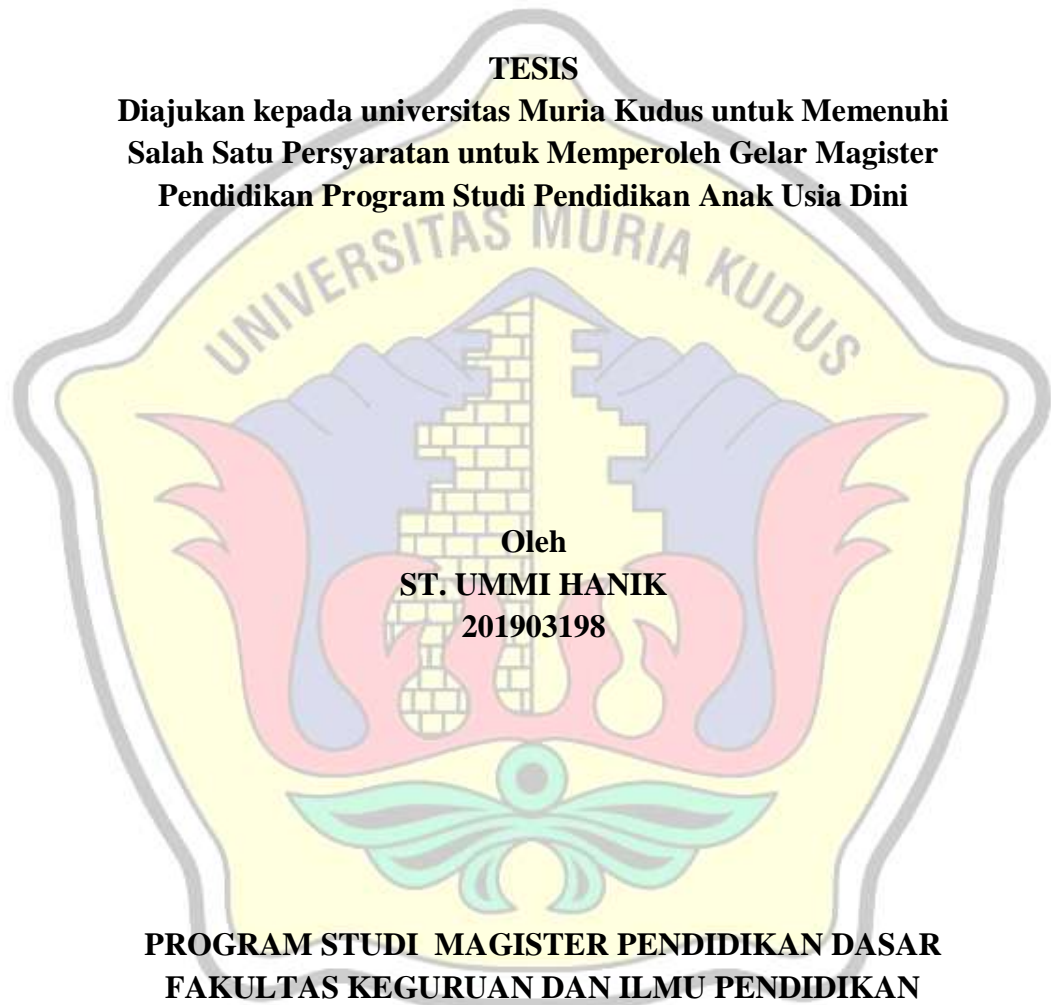 TESIS
Diajukan kepada universitas Muria Kudus untuk Memenuhi
Salah Satu Persyaratan untuk Memperoleh Gelar Magister
Pendidikan Program Studi Pendidikan Anak Usia Dini
UNIVERSITAS MURIA KUDUS
Oleh
ST. UMMI HANIK
201903198
PROGRAM STUDI MAGISTER PENDIDIKAN DASAR
FAKULTAS KEGURUAN DAN ILMU PENDIDIKAN